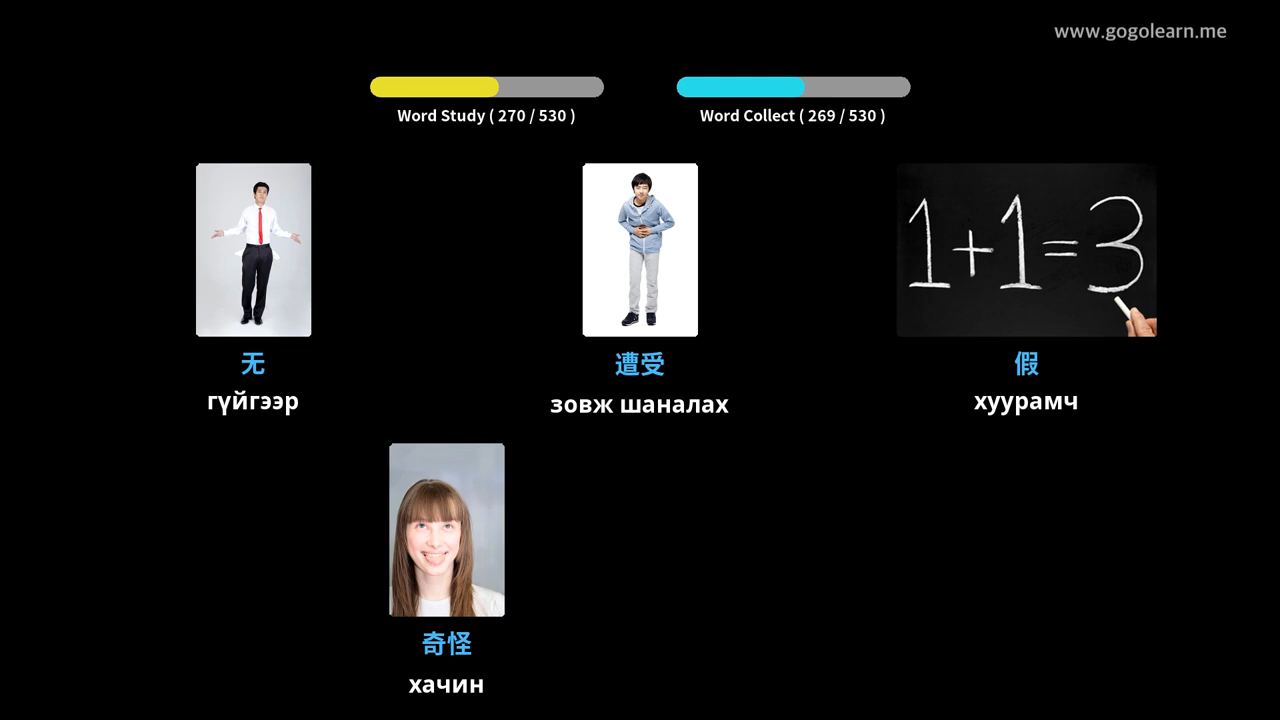 www.gogolearn.me
Word Study ( 270 / 530 )
Word Collect ( 269 / 530 )
1+1=3
无
гүйгээр
遭受
зовж шаналах
假
хуурамч
奇怪
хачин